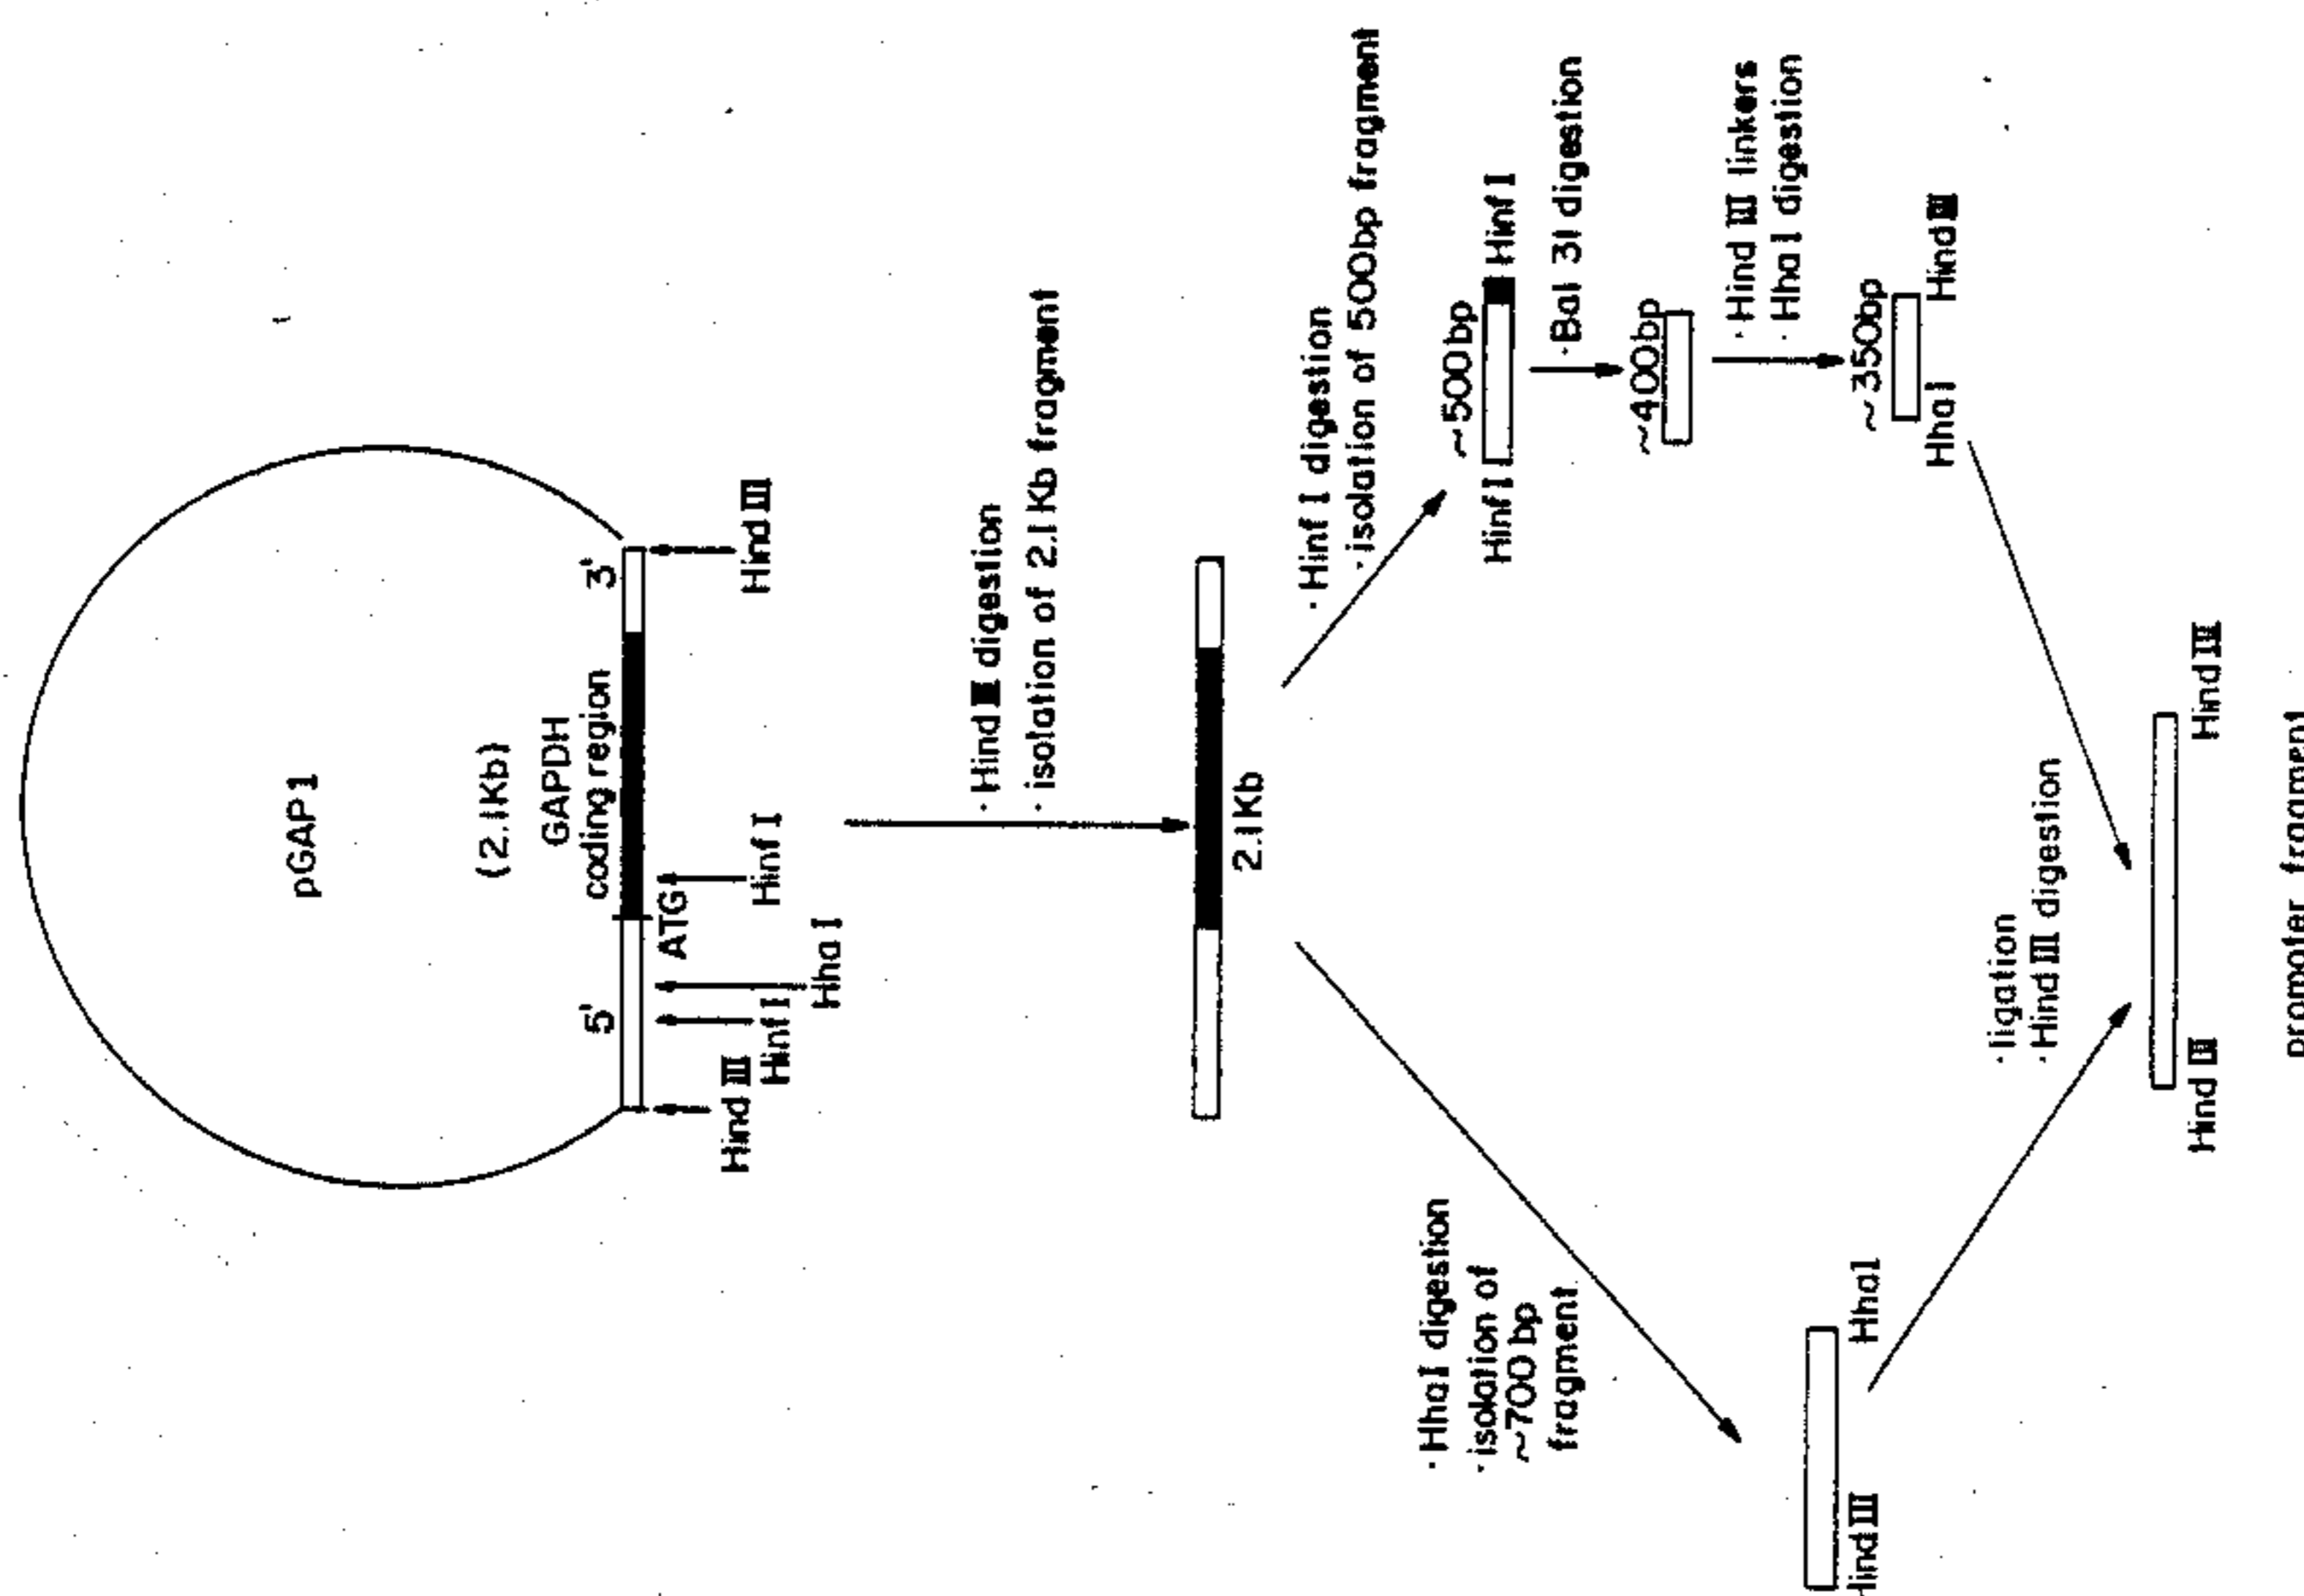 pGAP1
(2.1Kb)
GAPDH
coding region
5'
3'
ATG
Hind III
Hinf I
Hha I
Hinf I
Hind III
· Hind III digestion
· isolation of 2.1 Kb fragment
2.1Kb
· Hinf I digestion
· isolation of 500bp fragment
~500bp
Hinf I
Hinf I
· Bal 31 digestion
~400bp
· Hind III linkers
· Hha I digestion
~350bp
Hha I
Hind III
· Hha I digestion
· isolation of
~700 bp
fragment
Hind III
Hha I
· ligation
· Hind III digestion
Hind III
Hind III
promoter fragment